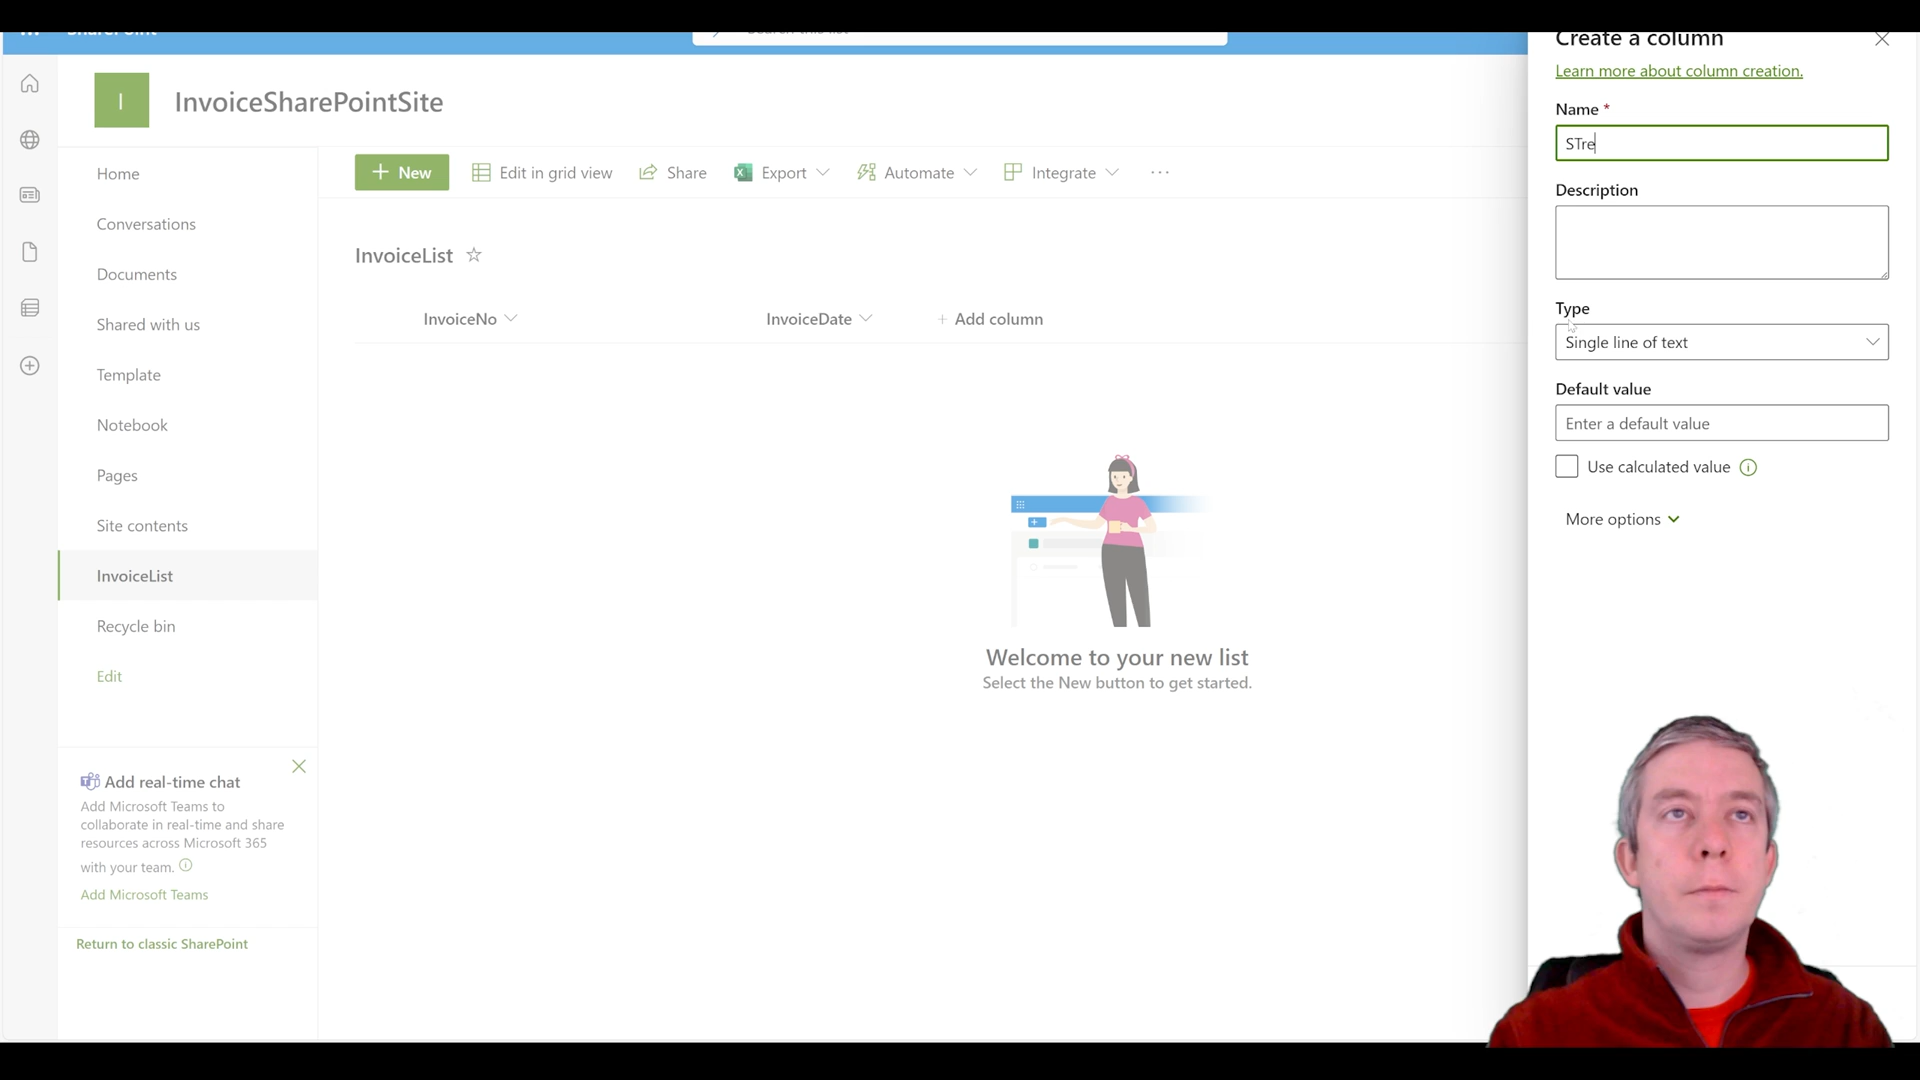 SharePoint
Search this list
Create a column
Learn more about column creation.
I
InvoiceSharePointSite
Name *
STre
Home
New
Edit in grid view
Share
Export
Automate
Integrate
Description
Conversations
InvoiceList
Documents
Type
Shared with us
InvoiceNo
InvoiceDate
+ Add column
Single line of text
Template
Default value
Notebook
Enter a default value
Pages
Use calculated value
Site contents
More options
InvoiceList
Recycle bin
Welcome to your new list
Edit
Select the New button to get started.
Add real-time chat
Add Microsoft Teams to
collaborate in real-time and share
resources across Microsoft 365
with your team.
Add Microsoft Teams
Return to classic SharePoint